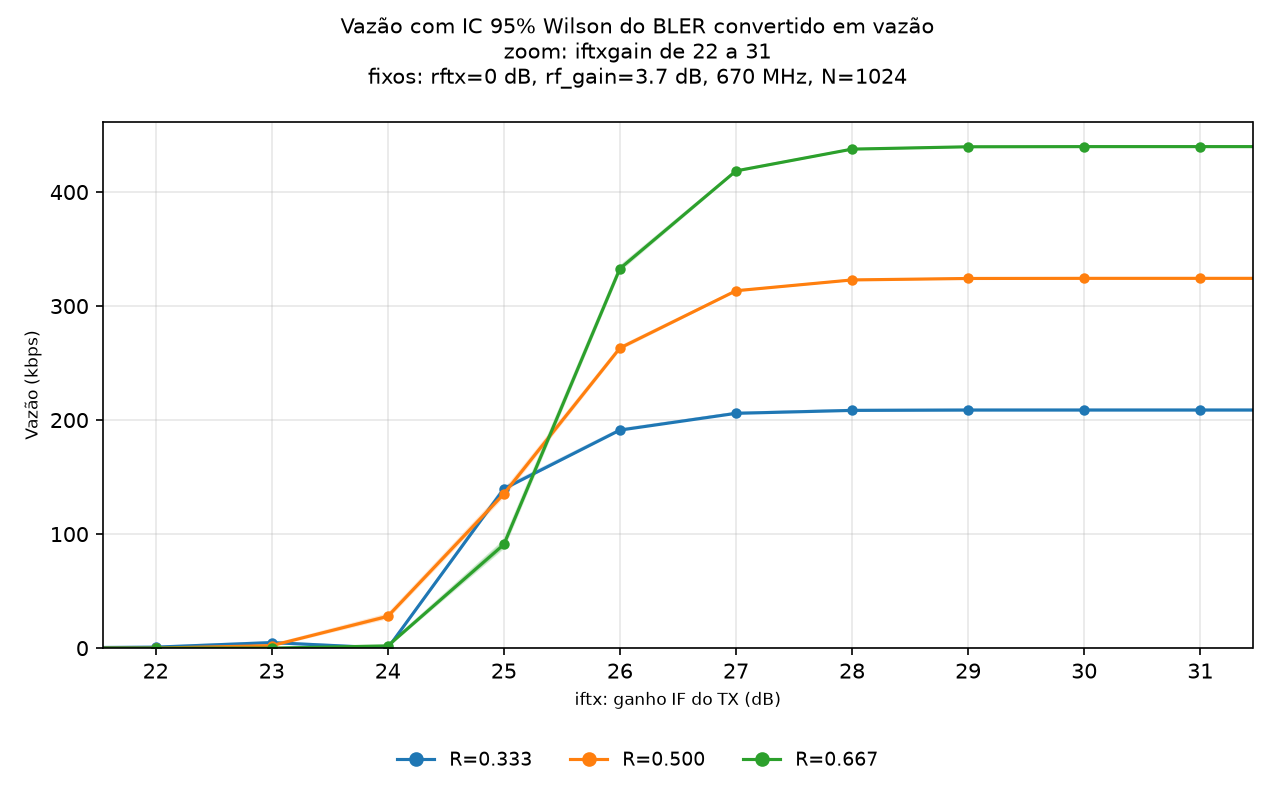 Vazão com IC 95% Wilson do BLER convertido em vazão
zoom: iftxgain de 22 a 31
fixos: rftx=0 dB, rf_gain=3.7 dB, 670 MHz, N=1024
400
300
200
100
0
Vazão (kbps)
22 23 24 25 26 27 28 29 30 31
iftx: ganho IF do TX (dB)
R=0.333 R=0.500 R=0.667